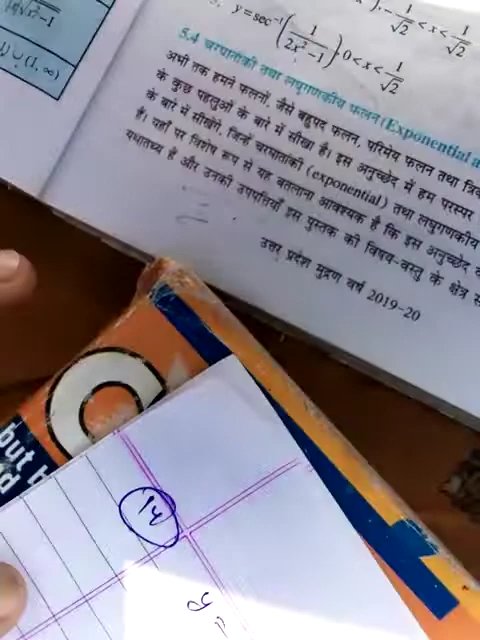 y=sec⁻¹(1/(2x²−1)), 0<x<1/√2
−1/√2<x<1/√2
∪(1,∞)
5.4 चरघातांकी तथा लघुगणकीय फलन (Exponential a
अभी तक हमने फलनों, जैसे बहुपद फलन, परिमेय फलन तथा त्रि
के कुछ पहलुओं के बारे में सीखा है। इस अनुच्छेद में हम परस्पर
के बारे में सीखेंगे, जिन्हें चरघातांकी (exponential) तथा लघुगणकीय
है। यहाँ पर विशेष रूप से यह बतलाना आवश्यक है कि इस अनुच्छेद
यथातथ्य हैं और उनकी उपपत्तियाँ इस पुस्तक की विषय-वस्तु के क्षेत्र स
उत्तर प्रदेश मुद्रण वर्ष 2019-20
but
15
y =